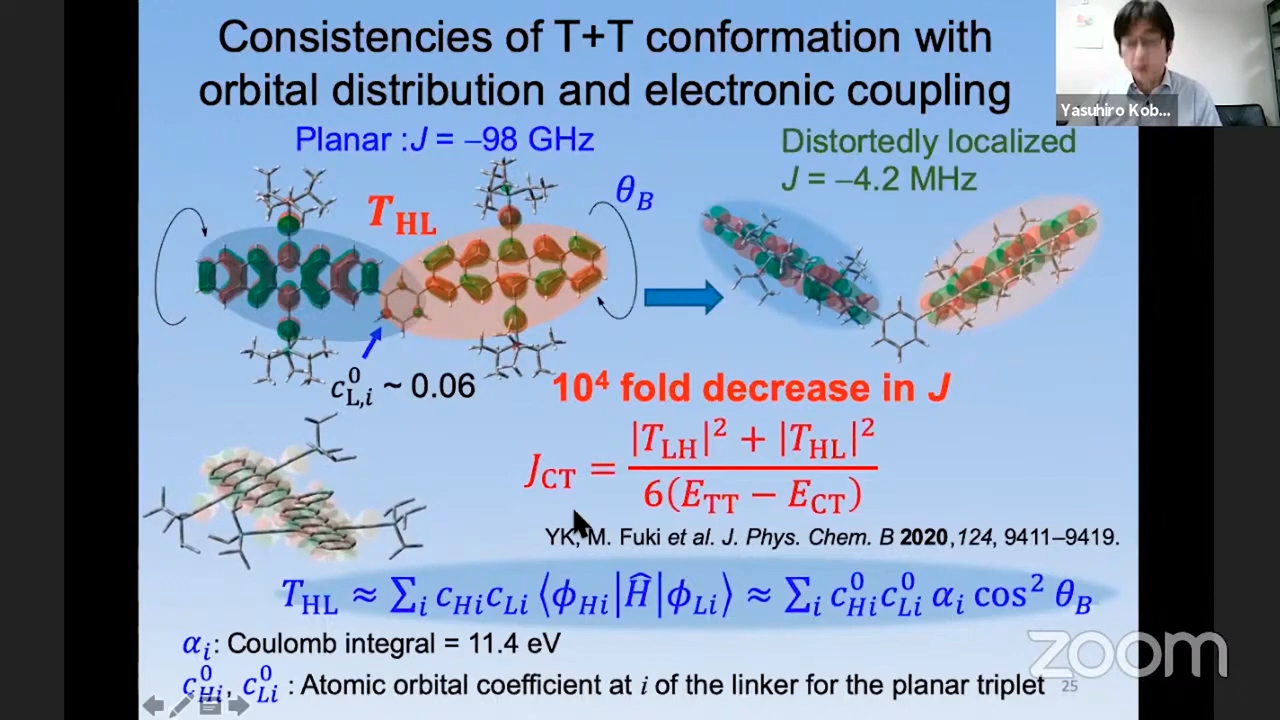 Consistencies of T+T conformation with
orbital distribution and electronic coupling
Yasuhiro Kob...
Planar :J = −98 GHz
Distortedly localized
J = −4.2 MHz
T_HL
θ_B
c⁰_L,i ~ 0.06
10⁴ fold decrease in J
J_CT = (|T_LH|² + |T_HL|²) / 6(E_TT − E_CT)
YK, M. Fuki et al. J. Phys. Chem. B 2020, 124, 9411–9419.
T_HL ≈ ∑_i c_Hi c_Li ⟨ϕ_Hi|Ĥ|ϕ_Li⟩ ≈ ∑_i c⁰_Hi c⁰_Li α_i cos² θ_B
α_i: Coulomb integral = 11.4 eV
c⁰_Hi, c⁰_Li : Atomic orbital coefficient at i of the linker for the planar triplet
25
zoom